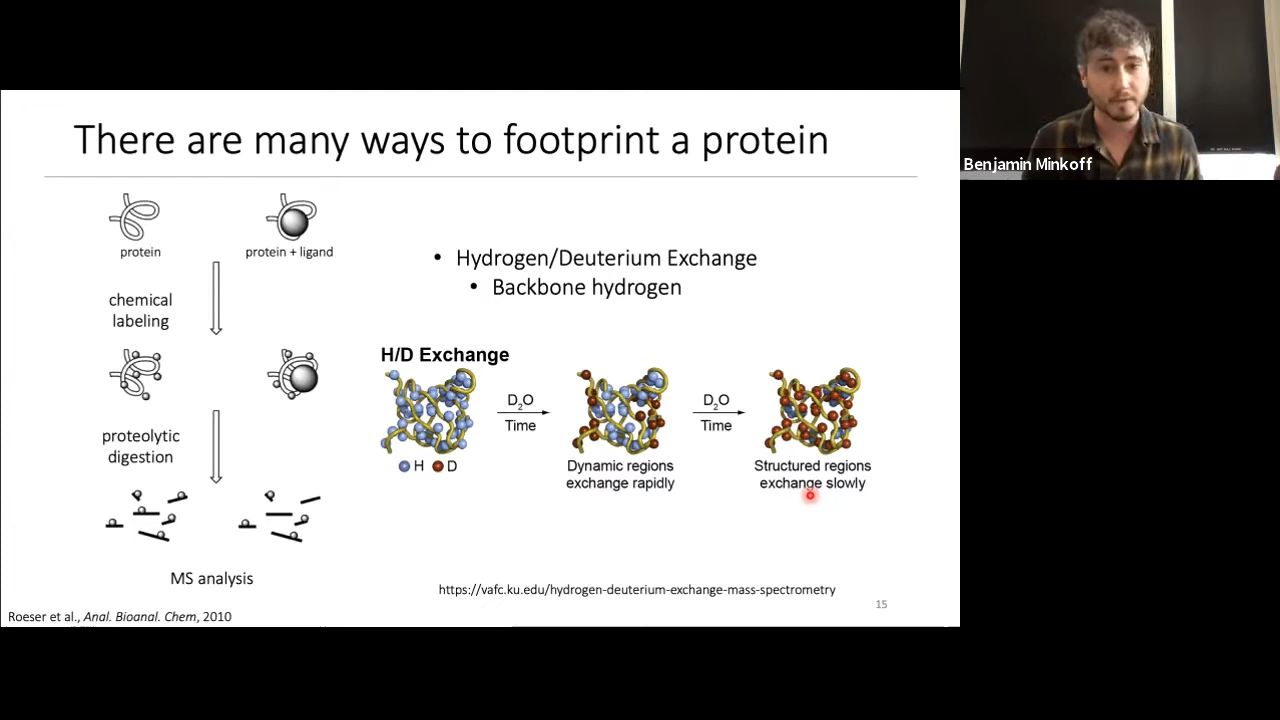 There are many ways to footprint a protein
protein
protein + ligand
chemical
labeling
proteolytic
digestion
MS analysis
Roeser et al., Anal. Bioanal. Chem, 2010
• Hydrogen/Deuterium Exchange
• Backbone hydrogen
H/D Exchange
D2O
Time
D2O
Time
H D
Dynamic regions
exchange rapidly
Structured regions
exchange slowly
https://vafc.ku.edu/hydrogen-deuterium-exchange-mass-spectrometry
15
Benjamin Minkoff